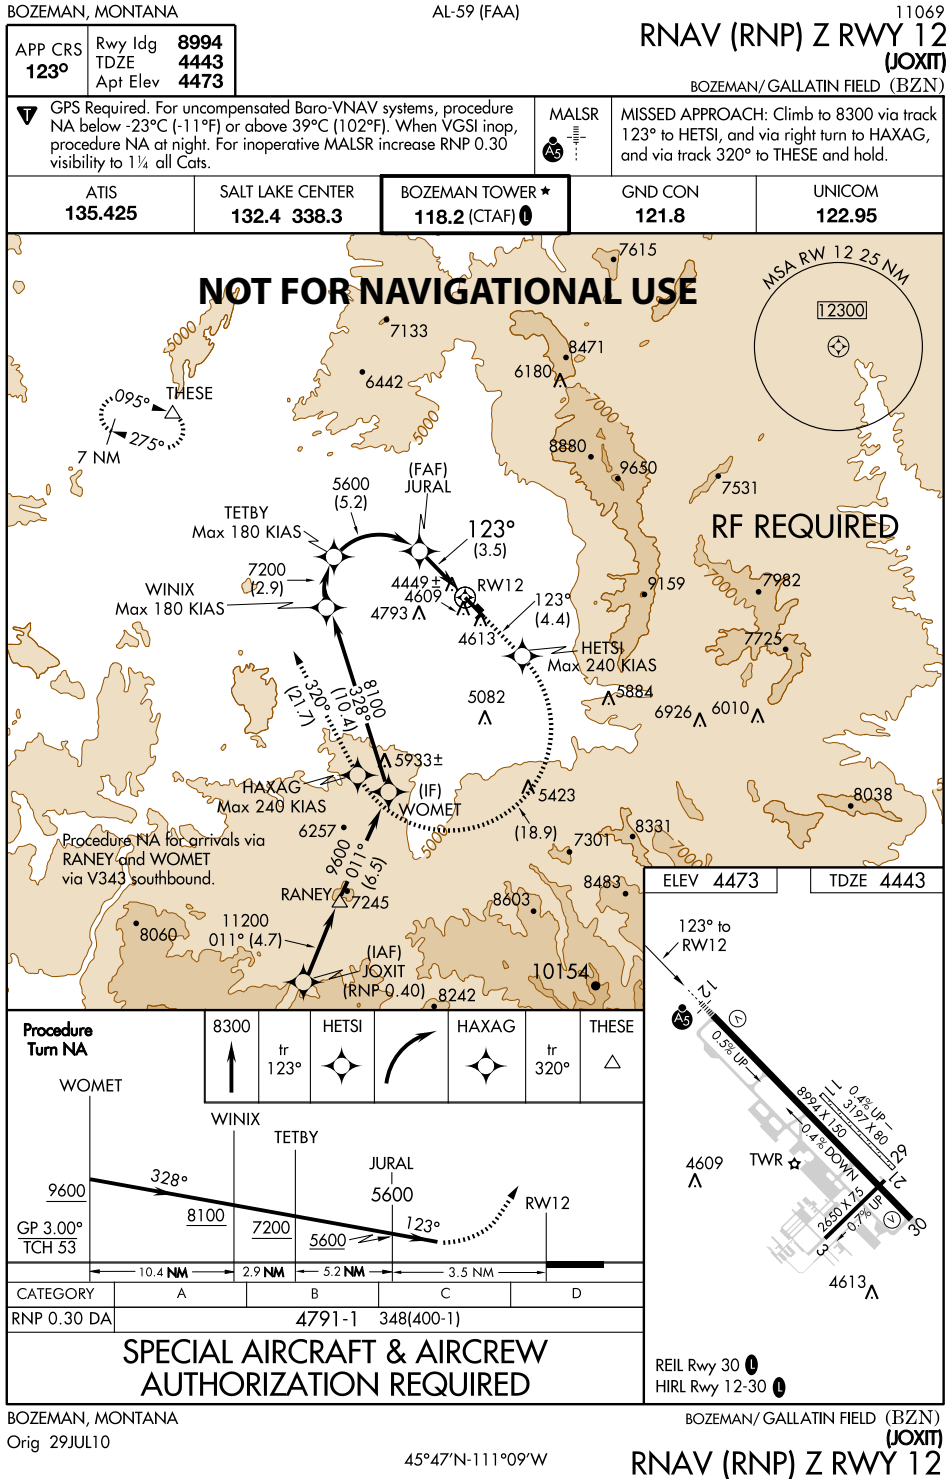 BOZEMAN, MONTANA
AL-59 (FAA)
11069
RNAV (RNP) Z RWY 12
(JOXIT)
BOZEMAN/ GALLATIN FIELD (BZN)
APP CRS
123°
Rwy ldg 8994
TDZE 4443
Apt Elev 4473
T
GPS Required. For uncompensated Baro-VNAV systems, procedure
NA below -23°C (-11°F) or above 39°C (102°F). When VGSI inop,
procedure NA at night. For inoperative MALSR increase RNP 0.30
visibility to 1¼ all Cats.
MALSR
A5
MISSED APPROACH: Climb to 8300 via track
123° to HETSI, and via right turn to HAXAG,
and via track 320° to THESE and hold.
ATIS
135.425
SALT LAKE CENTER
132.4 338.3
BOZEMAN TOWER ★
118.2 (CTAF) L
GND CON
121.8
UNICOM
122.95
NOT FOR NAVIGATIONAL USE
MSA RW 12 25 NM
12300
7615
5000
7133
8471
6180
6442
7000
5000
THESE
095°
275°
7 NM
8880
9650
7531
(FAF)
JURAL
5600
(5.2)
TETBY
Max 180 KIAS
123°
(3.5)
RF REQUIRED
7200
(2.9)
WINIX
Max 180 KIAS
4449±
4609
4793
RW12
4613
123°
(4.4)
9159
7982
7725
HETSI
Max 240 KIAS
320°
(21.7)
8100
328°
(10.4)
5082
5884
6926
6010
5933±
HAXAG
Max 240 KIAS
(IF)
WOMET
5423
8038
(18.9)
6257
5000
7301
8331
7000
Procedure NA for arrivals via
RANEY and WOMET
via V343 southbound.
9600
011°
(6.5)
RANEY
7245
8483
8603
8060
11200
011° (4.7)
(IAF)
JOXIT
(RNP 0.40)
10154
8242
ELEV 4473
TDZE 4443
123° to
RW12
12
A5
V
0.5% UP
8994 X 150
0.4% UP
3197 X 80
11
29
0.4% DOWN
TWR
21
2650 X 75
0.7% UP
V
30
3
4609
4613
REIL Rwy 30 L
HIRL Rwy 12-30 L
Procedure
Turn NA
8300
tr
123°
HETSI
HAXAG
tr
320°
THESE
WOMET
WINIX
TETBY
JURAL
5600
RW12
328°
123°
9600
8100
7200
5600
GP 3.00°
TCH 53
10.4 NM
2.9 NM
5.2 NM
3.5 NM
CATEGORY A B C D
RNP 0.30 DA 4791-1 348(400-1)
SPECIAL AIRCRAFT & AIRCREW
AUTHORIZATION REQUIRED
BOZEMAN, MONTANA
Orig 29JUL10
45°47'N-111°09'W
BOZEMAN/ GALLATIN FIELD (BZN)
(JOXIT)
RNAV (RNP) Z RWY 12